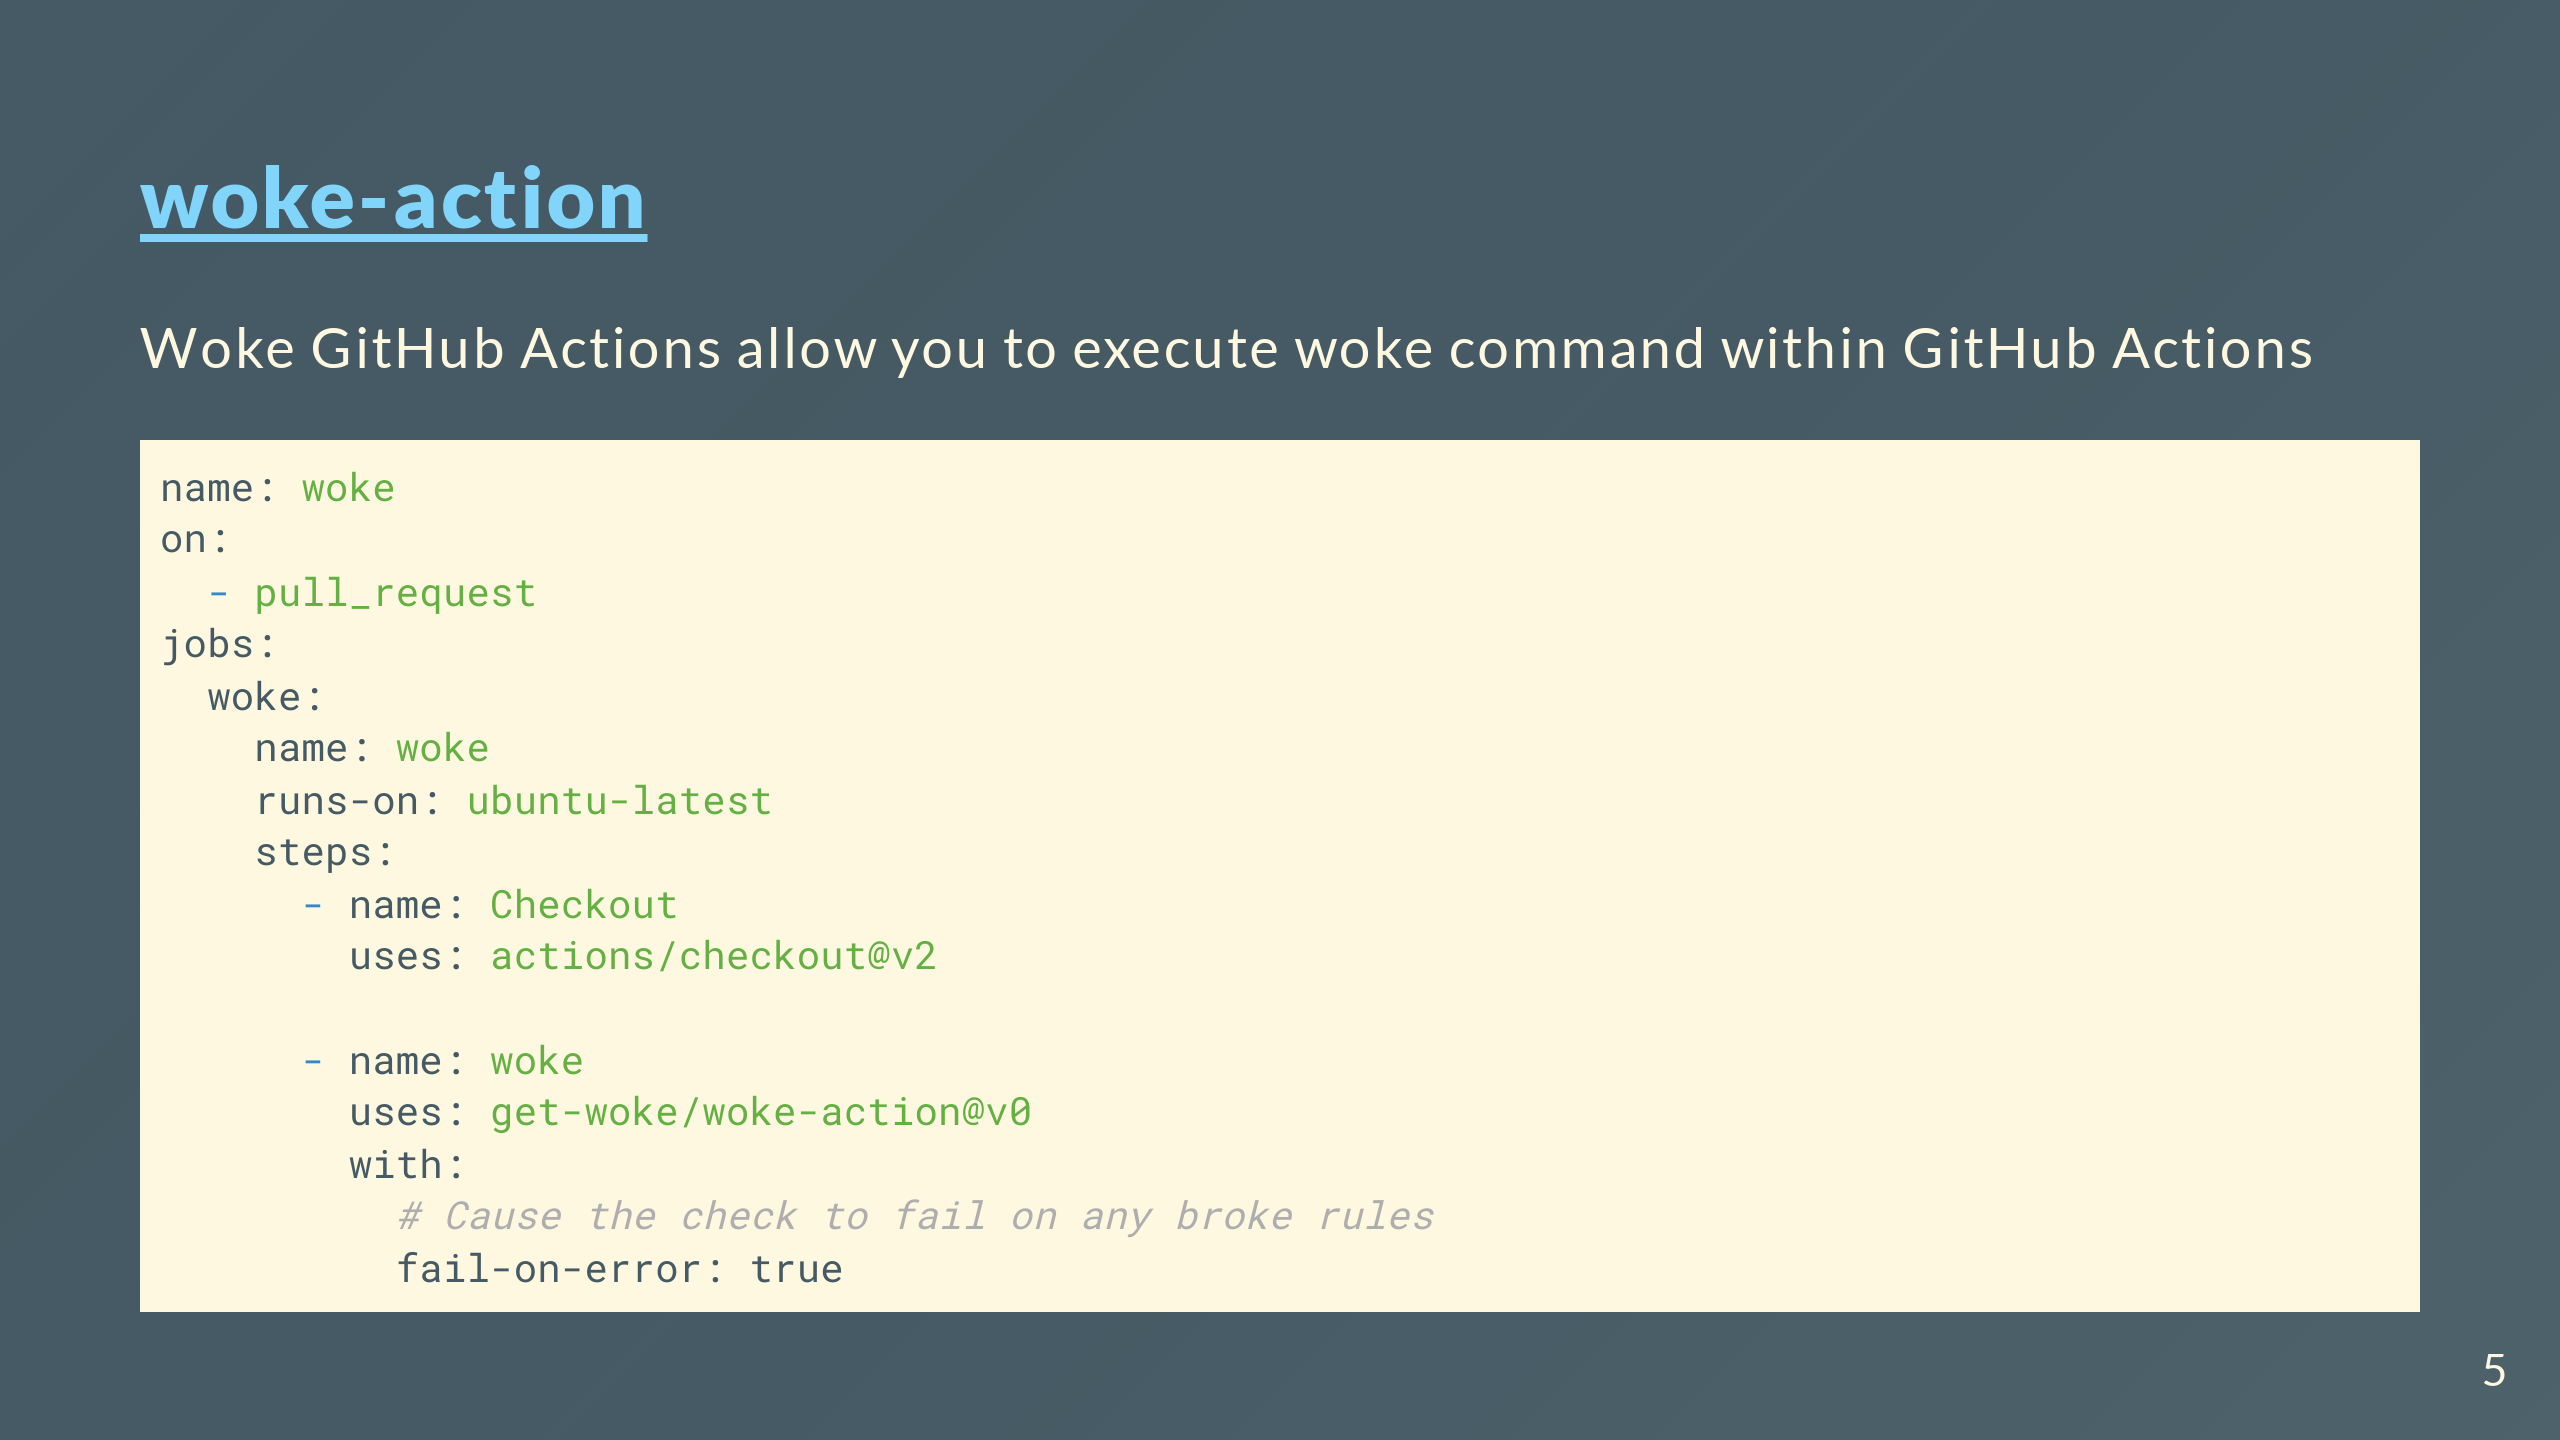 woke-action
Woke GitHub Actions allow you to execute woke command within GitHub Actions
name: woke
on:
  - pull_request
jobs:
  woke:
    name: woke
    runs-on: ubuntu-latest
    steps:
      - name: Checkout
        uses: actions/checkout@v2

      - name: woke
        uses: get-woke/woke-action@v0
        with:
          # Cause the check to fail on any broke rules
          fail-on-error: true
5